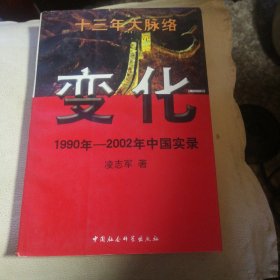 十三年大脉络
变化
1990年—2002年中国实录
凌志军 著
中国社会科学出版社